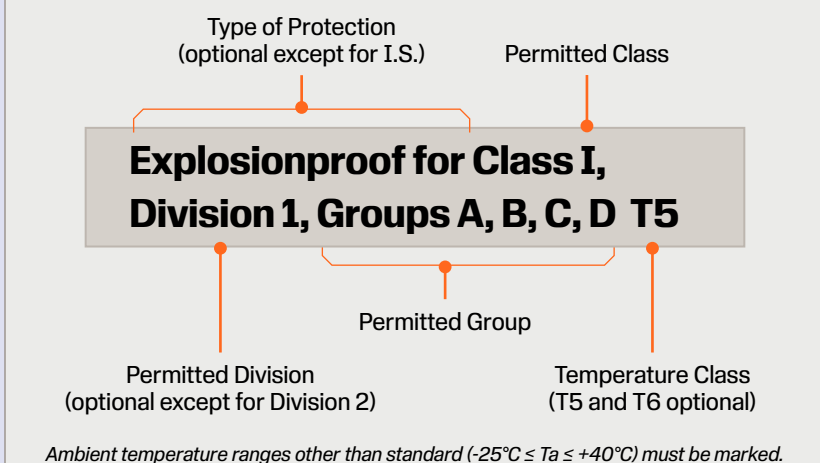 Type of Protection
(optional except for I.S.)
Permitted Class
Explosionproof for Class I,
Division 1, Groups A, B, C, D T5
Permitted Group
Permitted Division
(optional except for Division 2)
Temperature Class
(T5 and T6 optional)
Ambient temperature ranges other than standard (-25°C ≤ Ta ≤ +40°C) must be marked.